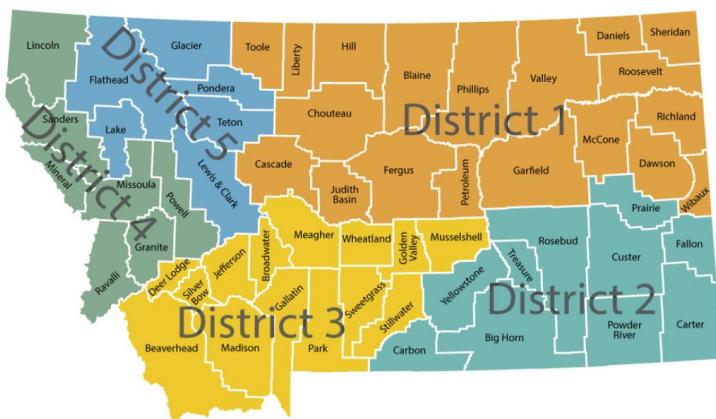 Lincoln
Glacier
Toole
Liberty
Hill
Blaine
Phillips
Valley
Daniels
Sheridan
Roosevelt
Flathead
Pondera
Teton
Chouteau
Richland
McCone
Sanders
Lake
District 5
District 1
Lewis & Clark
Cascade
Judith
Basin
Fergus
Petroleum
Garfield
Dawson
Wibaux
Mineral
Missoula
Powell
District 4
Granite
Ravalli
Prairie
Meagher
Wheatland
Golden
Valley
Musselshell
Rosebud
Treasure
Custer
Fallon
Broadwater
Jefferson
Deer Lodge
Silver
Bow
Gallatin
Sweetgrass
Stillwater
Yellowstone
District 3
District 2
Beaverhead
Madison
Park
Carbon
Big Horn
Powder
River
Carter